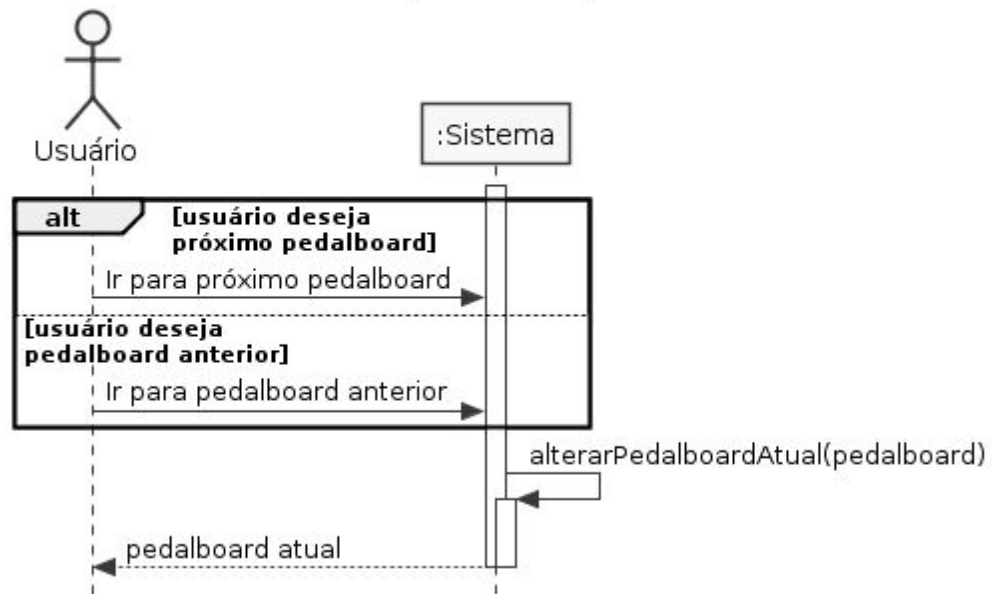 Usuário
:Sistema
alt
[usuário deseja
próximo pedalboard]
Ir para próximo pedalboard
[usuário deseja
pedalboard anterior]
Ir para pedalboard anterior
alterarPedalboardAtual(pedalboard)
pedalboard atual